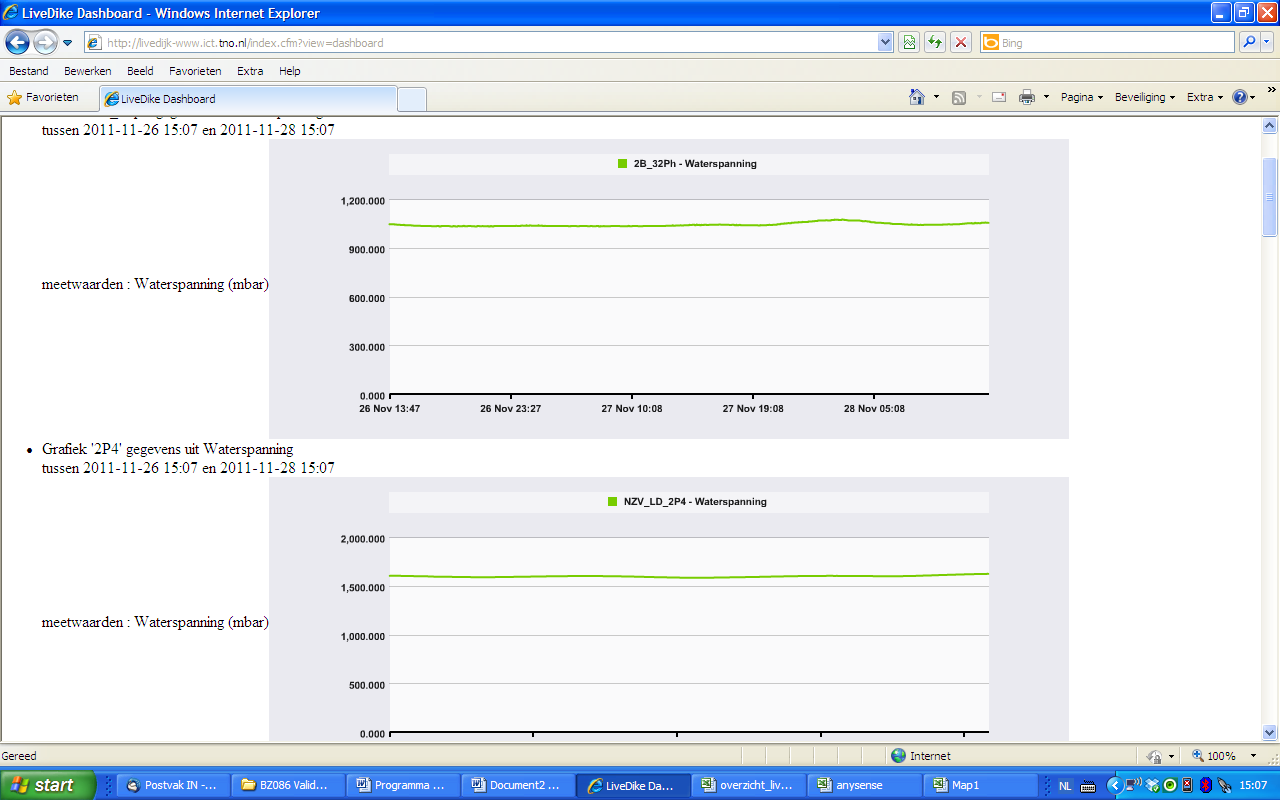 LiveDike Dashboard - Windows Internet Explorer
http://livedijk-www.ict.tno.nl/index.cfm?view=dashboard
Bing
Bestand Bewerken Beeld Favorieten Extra Help
Favorieten LiveDike Dashboard Pagina Beveiliging Extra
tussen 2011-11-26 15:07 en 2011-11-28 15:07
2B_32Ph - Waterspanning
1,200.000
900.000
meetwaarden : Waterspanning (mbar)
600.000
300.000
0.000
26 Nov 13:47 26 Nov 23:27 27 Nov 10:08 27 Nov 19:08 28 Nov 05:08
• Grafiek '2P4' gegevens uit Waterspanning
tussen 2011-11-26 15:07 en 2011-11-28 15:07
NZV_LD_2P4 - Waterspanning
2,000.000
1,500.000
meetwaarden : Waterspanning (mbar)
1,000.000
500.000
0.000
Gereed Internet 100%
start Postvak IN -... BZ086 Valid... Programma ... Document2 ... LiveDike Da... overzicht_liv... anysense Map1 NL 15:07